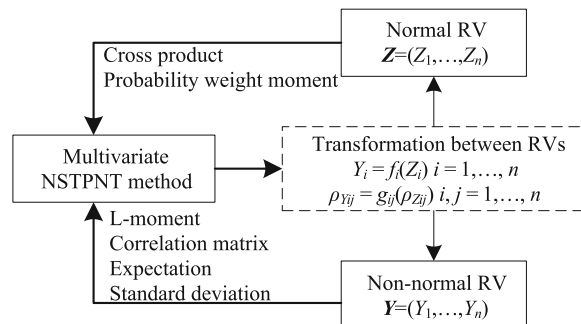 Normal RV
Z=(Z1,…,Zn)
Cross product
Probability weight moment
Multivariate
NSTPNT method
Transformation between RVs
Yi = fi(Zi) i = 1,…, n
ρYij = gij(ρZij) i, j = 1,…, n
L-moment
Correlation matrix
Expectation
Standard deviation
Non-normal RV
Y=(Y1,…,Yn)